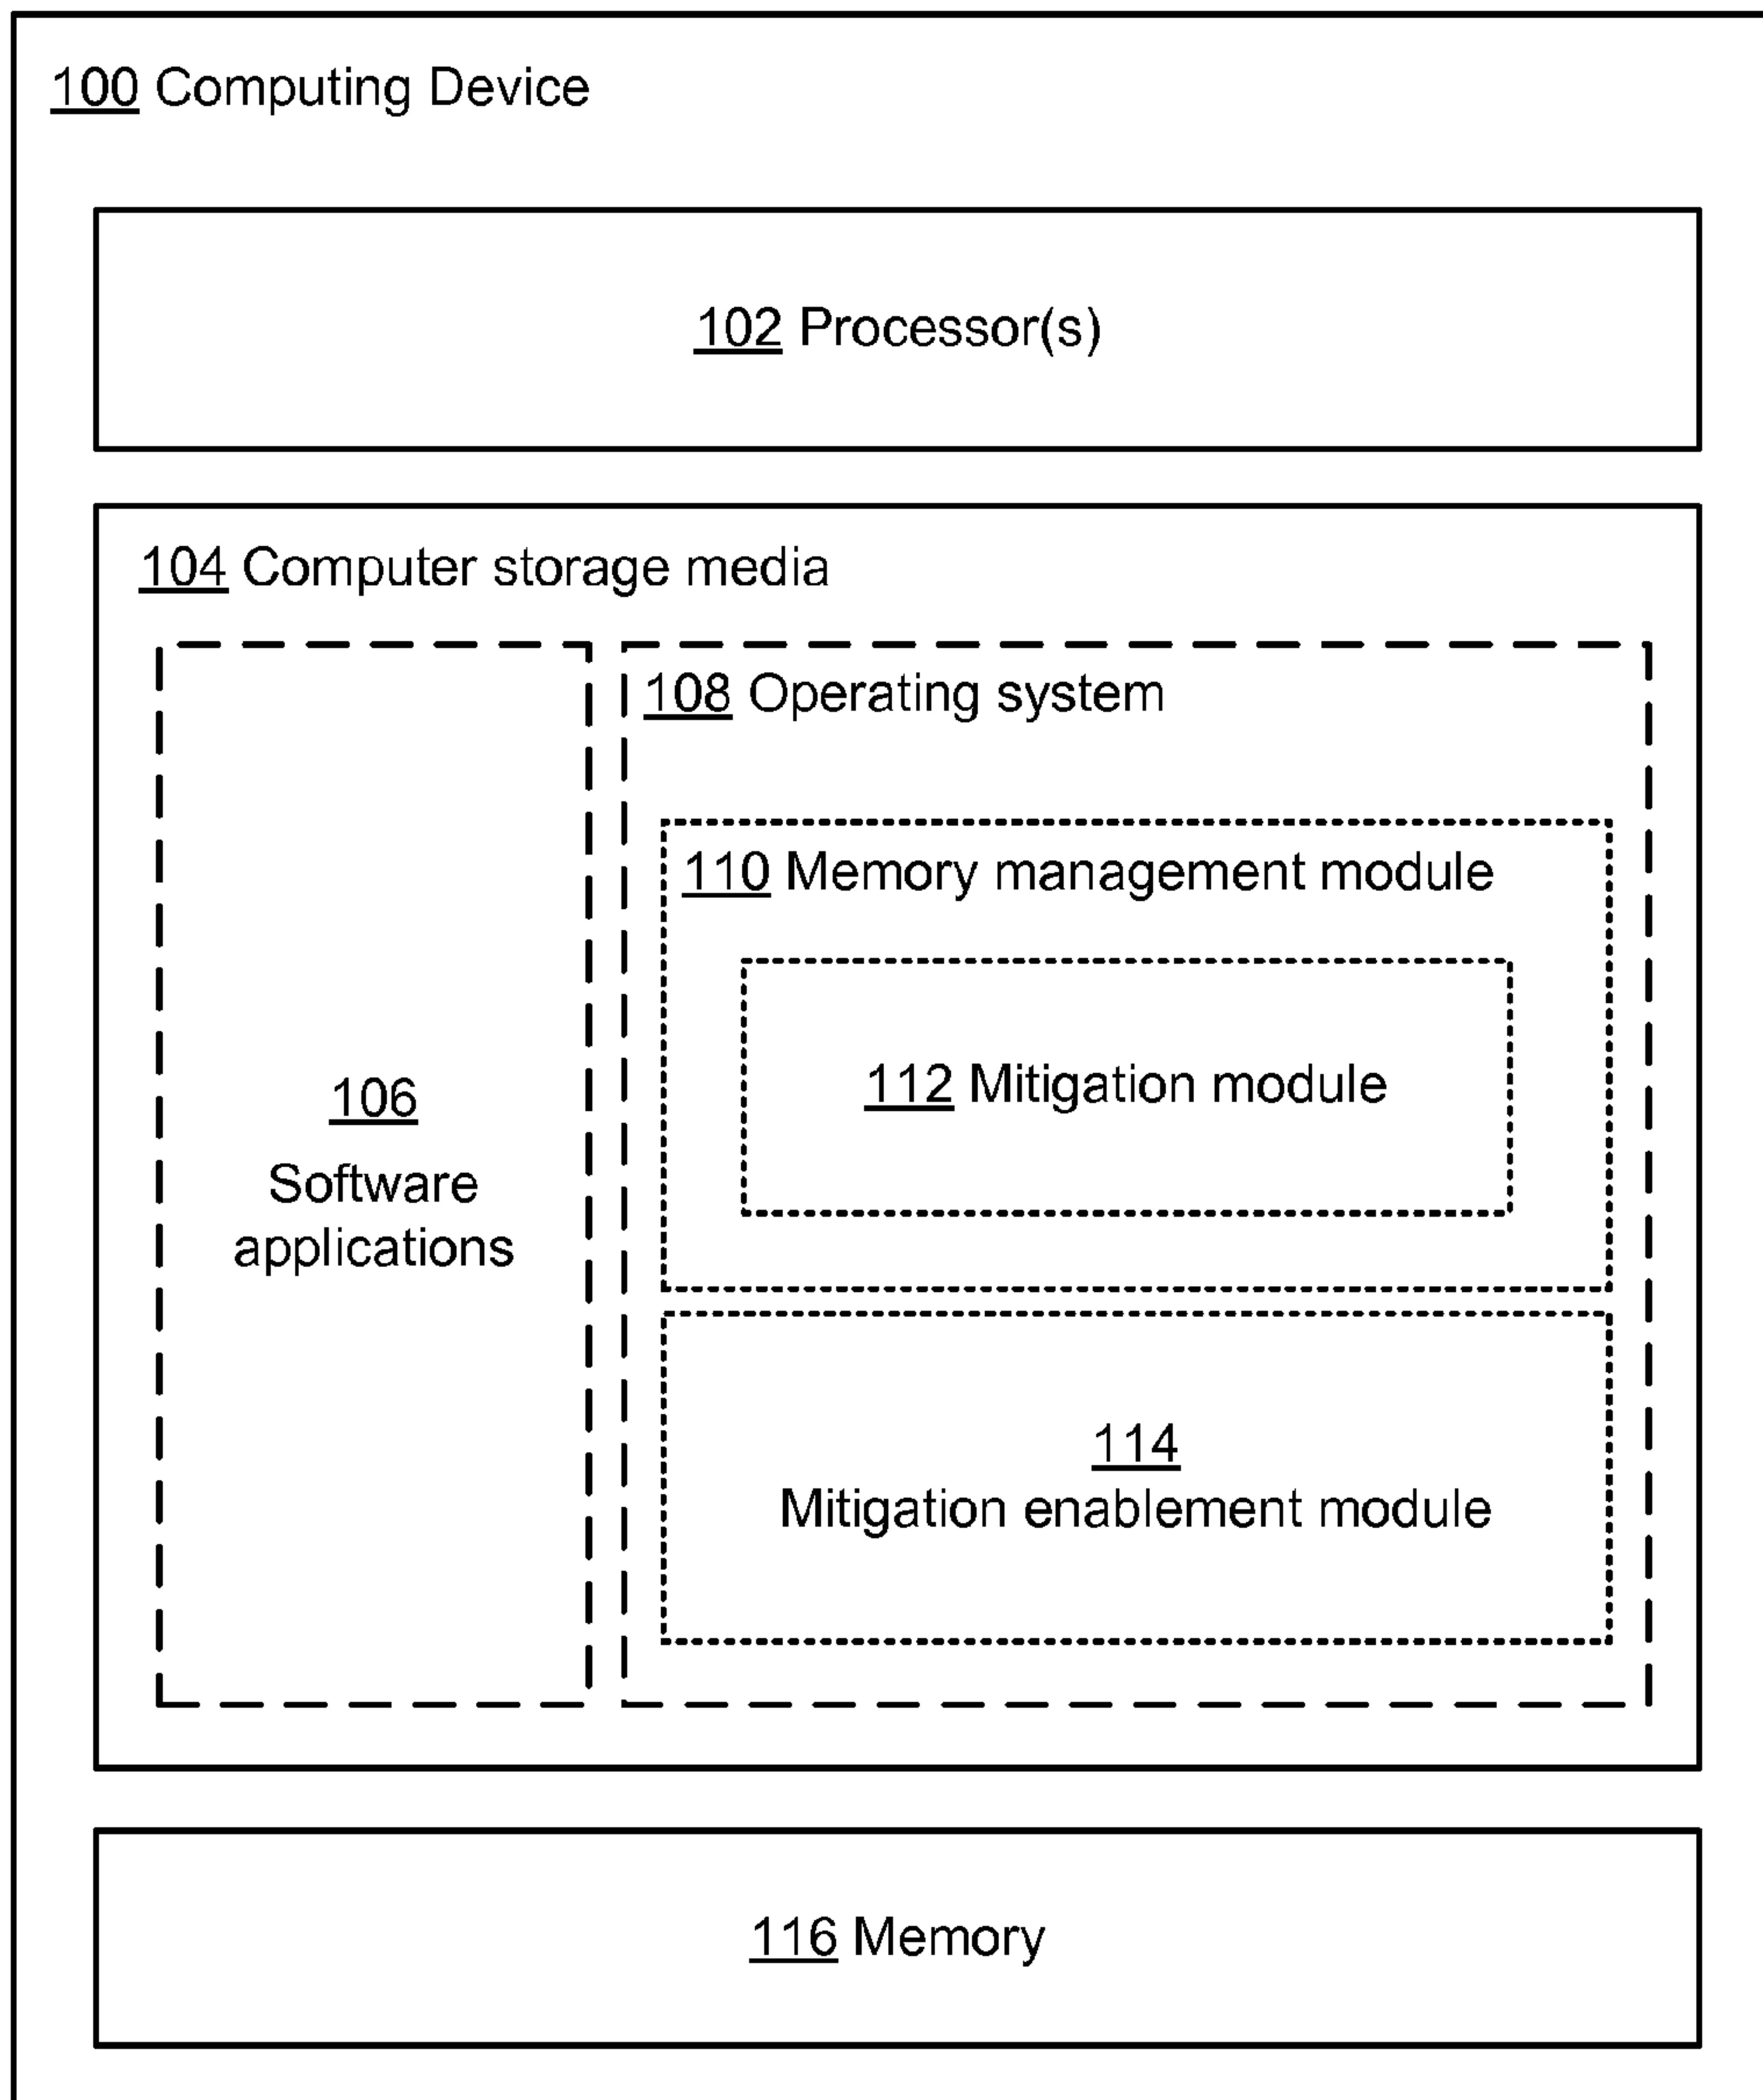 100 Computing Device
102 Processor(s)
104 Computer storage media
106
Software
applications
108 Operating system
110 Memory management module
112 Mitigation module
114
Mitigation enablement module
116 Memory